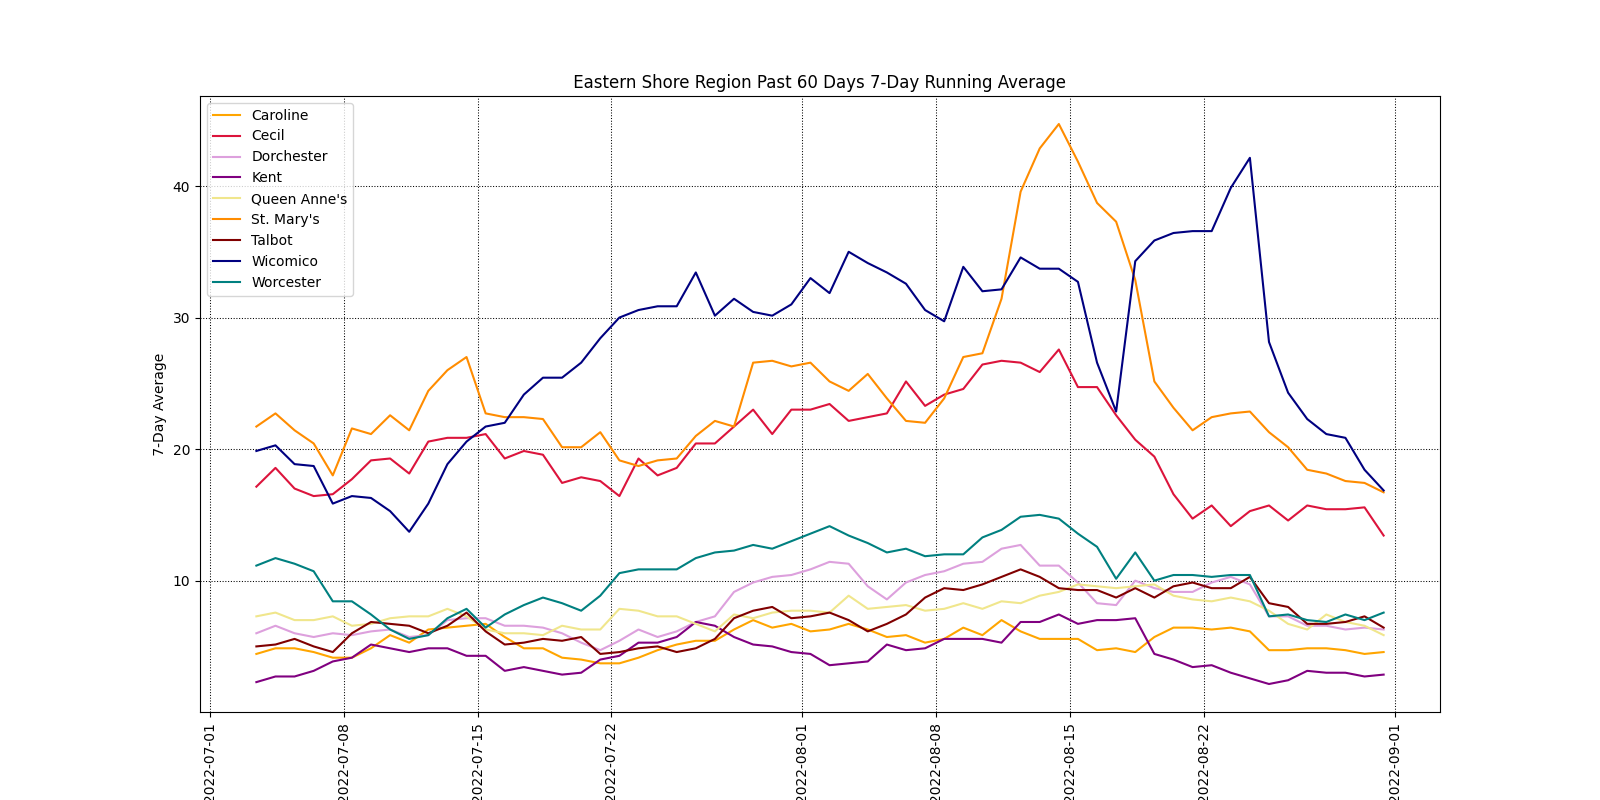 Eastern Shore Region Past 60 Days 7-Day Running Average
Caroline
Cecil
Dorchester
Kent
Queen Anne's
St. Mary's
Talbot
Wicomico
Worcester
7-Day Average
40
30
20
10
2022-07-01
2022-07-08
2022-07-15
2022-07-22
2022-08-01
2022-08-08
2022-08-15
2022-08-22
2022-09-01